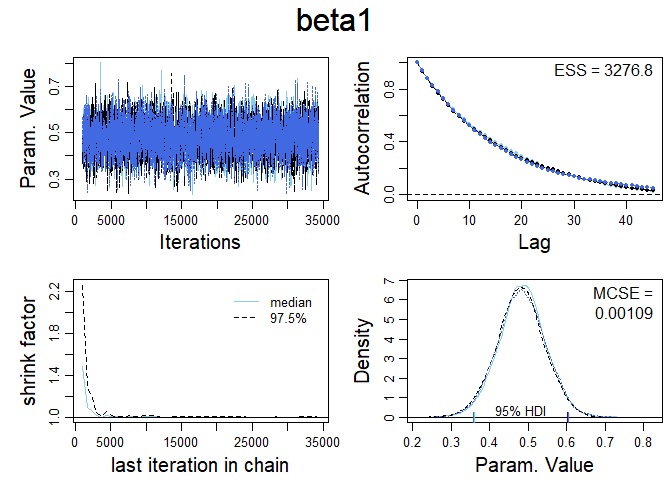 beta1
Param. Value
0.3 0.5 0.7
0 5000 15000 25000 35000
Iterations
Autocorrelation
0.0 0.4 0.8
ESS = 3276.8
0 10 20 30 40
Lag
shrink factor
1.0 1.4 1.8 2.2
median
97.5%
0 5000 15000 25000 35000
last iteration in chain
Density
0 1 2 3 4 5 6 7
MCSE =
0.00109
95% HDI
0.2 0.3 0.4 0.5 0.6 0.7 0.8
Param. Value